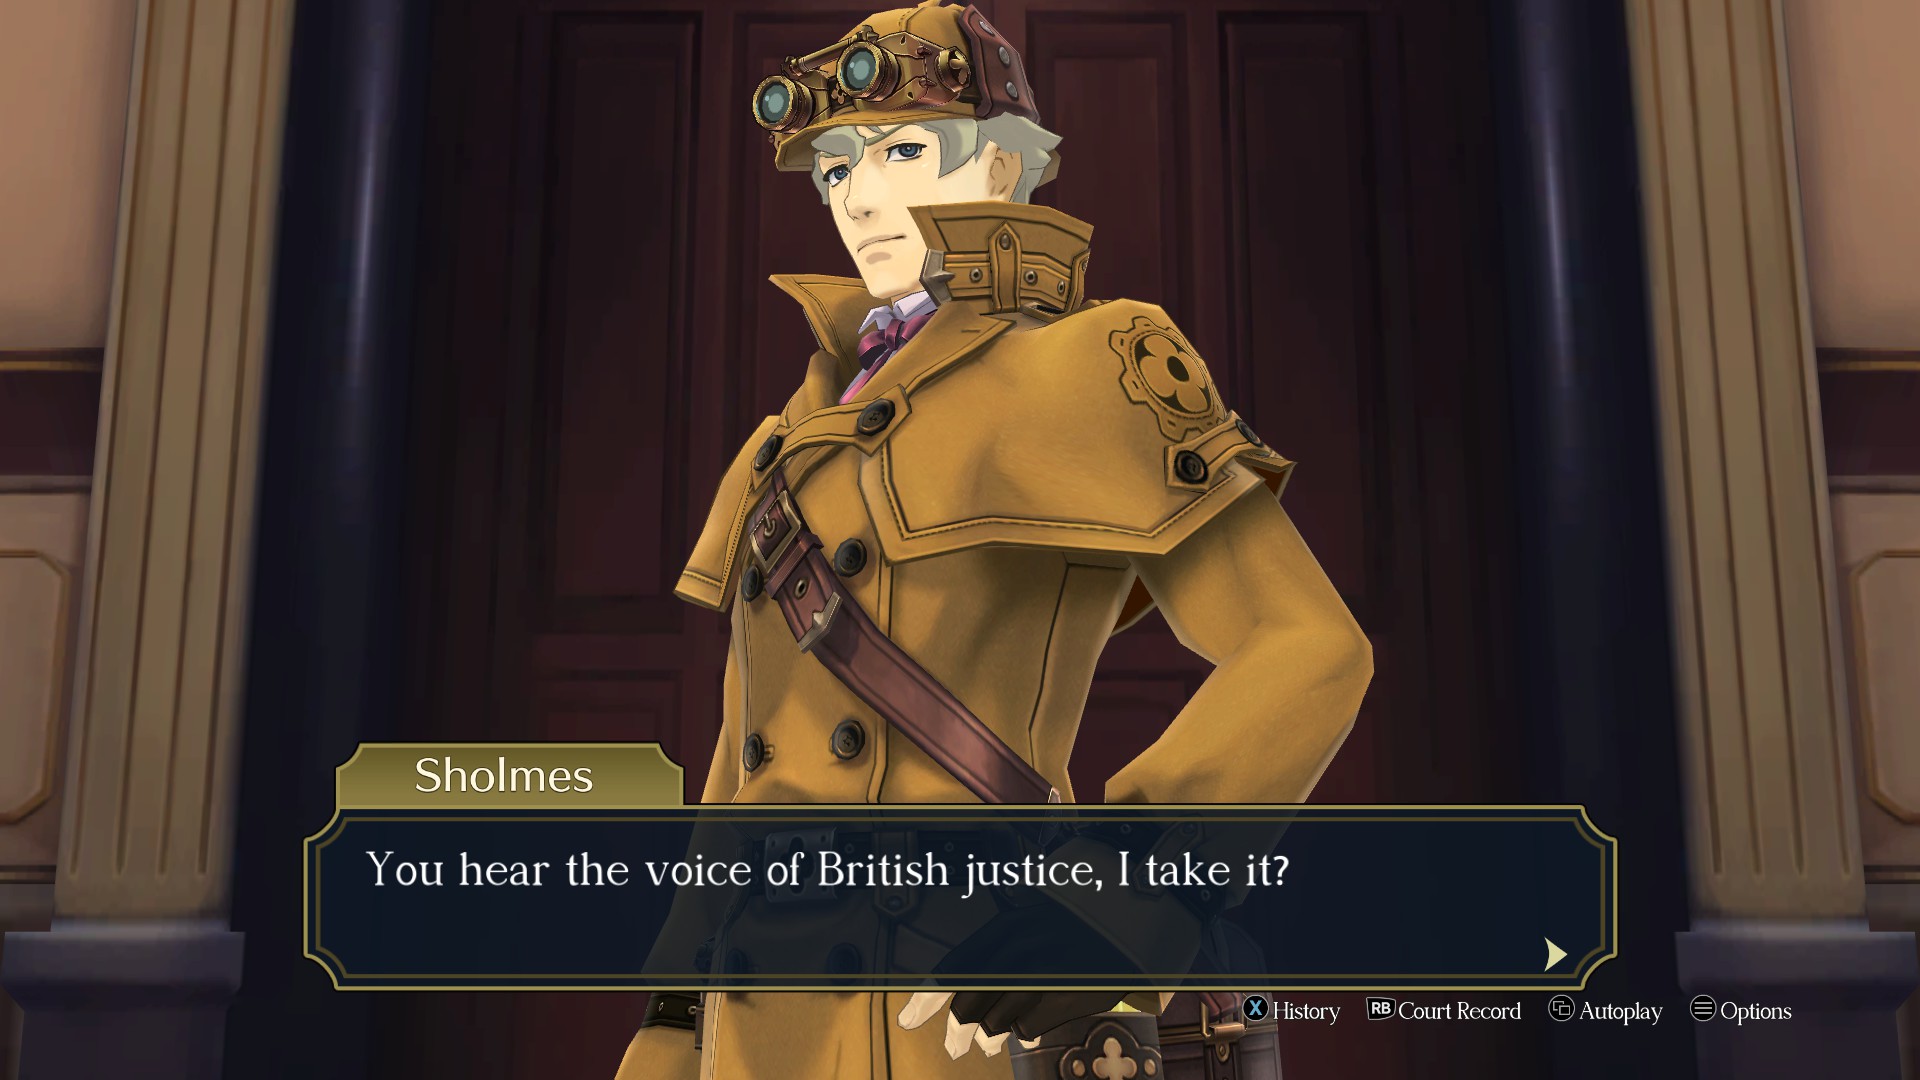 Sholmes
You hear the voice of British justice, I take it?
X History RB Court Record Autoplay Options